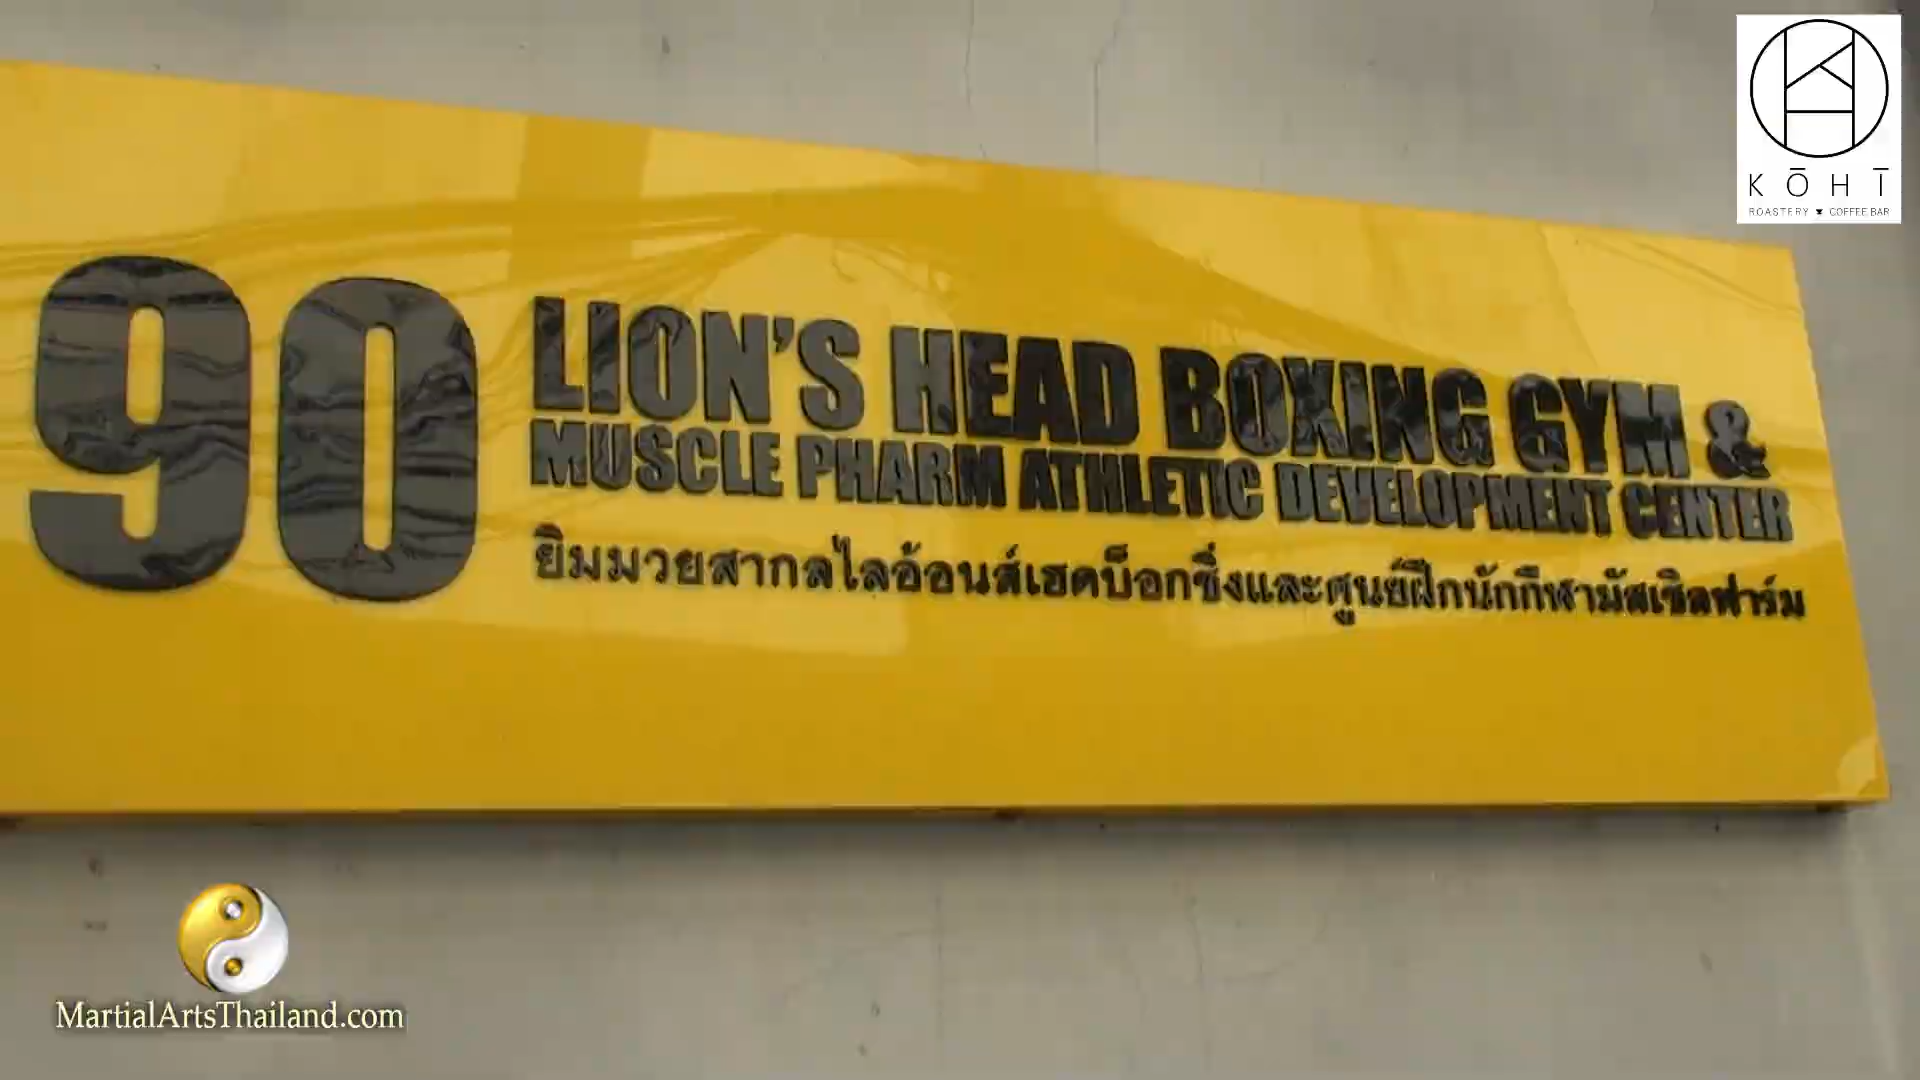 KŌHĪ
ROASTERY COFFEE BAR
90
LION'S HEAD BOXING GYM &
MUSCLE PHARM ATHLETIC DEVELOPMENT CENTER
ยิมมวยสากลไลอ้อนส์เฮดบ็อกซิ่งและศูนย์ฝึกนักกีฬามัสเซิลฟาร์ม
MartialArtsThailand.com